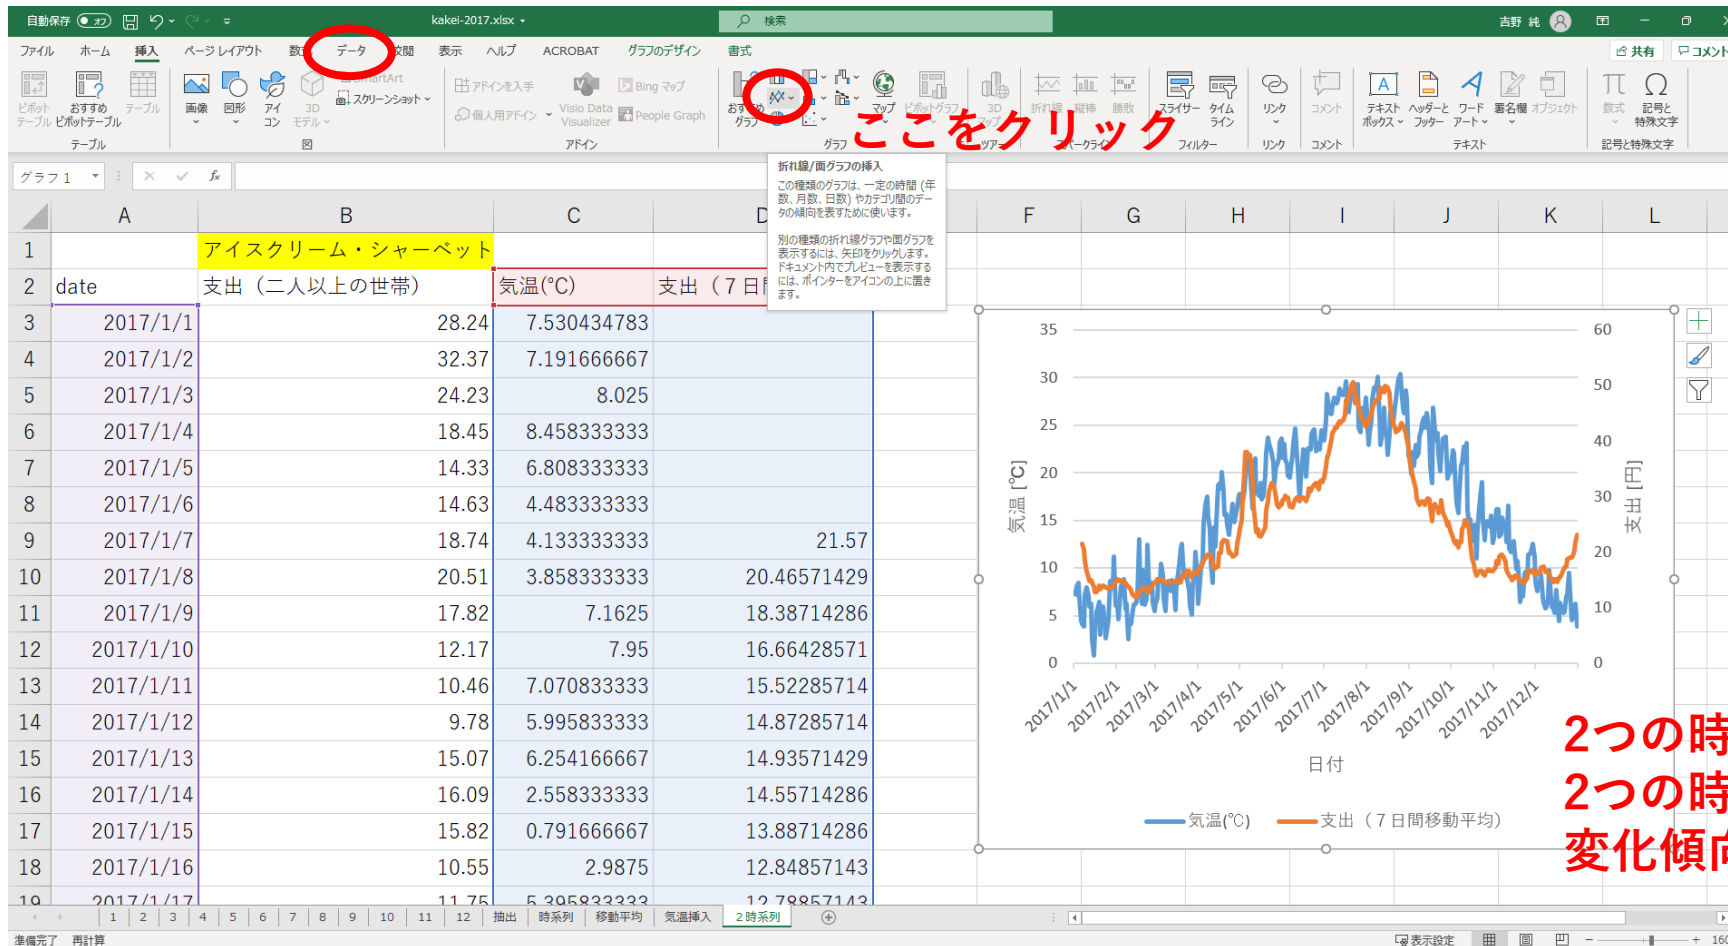 自動保存 オフ kakei-2017.xlsx 検索 吉野 純
ファイル ホーム 挿入 ページ レイアウト データ 校閲 表示 ヘルプ ACROBAT グラフのデザイン 書式 共有 コメント
ピボットテーブル おすすめピボットテーブル テーブル 画像 図形 アイコン 3Dモデル SmartArt スクリーンショット アドインを入手 個人用アドイン Visio Data Visualizer Bing マップ People Graph おすすめグラフ マップ ピボットグラフ 3Dマップ 折れ線 縦棒 勝敗 スライサー タイムライン リンク コメント テキストボックス ヘッダーとフッター ワードアート 署名欄 オブジェクト 数式 記号と特殊文字
テーブル 図 アドイン グラフ ツアー スパークライン フィルター リンク コメント テキスト 記号と特殊文字
ここをクリック
グラフ 1 fx
折れ線/面グラフの挿入
この種類のグラフは、一定の時間 (年
数、月数、日数) やカテゴリ間のデー
タの傾向を表すために使います。
別の種類の折れ線グラフや面グラフを
表示するには、矢印をクリックします。
ドキュメント内でプレビューを表示する
には、ポインターをアイコンの上に置き
ます。
A B C D F G H I J K L
1 アイスクリーム・シャーベット
2 date 支出（二人以上の世帯） 気温(℃) 支出（７日
3 2017/1/1 28.24 7.530434783
4 2017/1/2 32.37 7.191666667
5 2017/1/3 24.23 8.025
6 2017/1/4 18.45 8.458333333
7 2017/1/5 14.33 6.808333333
8 2017/1/6 14.63 4.483333333
9 2017/1/7 18.74 4.133333333 21.57
10 2017/1/8 20.51 3.858333333 20.46571429
11 2017/1/9 17.82 7.1625 18.38714286
12 2017/1/10 12.17 7.95 16.66428571
13 2017/1/11 10.46 7.070833333 15.52285714
14 2017/1/12 9.78 5.995833333 14.87285714
15 2017/1/13 15.07 6.254166667 14.93571429
16 2017/1/14 16.09 2.558333333 14.55714286
17 2017/1/15 15.82 0.791666667 13.88714286
18 2017/1/16 10.55 2.9875 12.84857143
19 2017/1/17 11.75 5.395833333 12.78857143
35 30 25 20 15 10 5 0
気温 [℃]
60 50 40 30 20 10 0
支出 [円]
2017/1/1 2017/2/1 2017/3/1 2017/4/1 2017/5/1 2017/6/1 2017/7/1 2017/8/1 2017/9/1 2017/10/1 2017/11/1 2017/12/1
日付
気温(℃) 支出（７日間移動平均）
2つの時
2つの時
変化傾向
1 2 3 4 5 6 7 8 9 10 11 12 抽出 時系列 移動平均 気温挿入 ２時系列
準備完了 再計算 表示設定 160